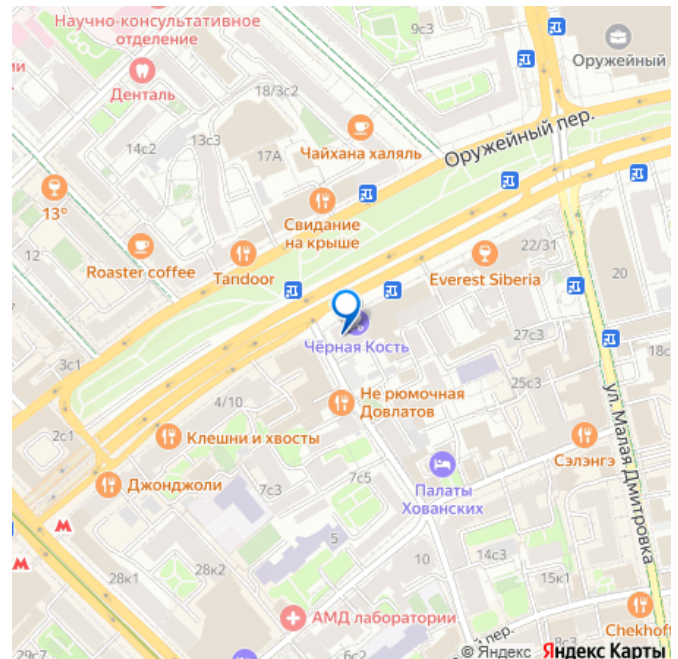 Научно-консультативное
отделение
9с3
Оружейный
ии
Денталь
18/3с2
Оружейный пер.
14с2
13с3
17А
Чайхана халяль
13°
Свидание
на крыше
12
Roaster coffee
Tandoor
22/31
Everest Siberia
20
Чёрная Кость
27с3
3с1
18с
25с3
Не рюмочная
Довлатов
4/10
ул. Малая Дмитровка
2с1
Клешни и хвосты
Сэлэнгэ
Джонджоли
7с5
Палаты
Хованских
7с3
5
14с3
10
28к1
28к2
15к1
АМД лаборатории
Chekhoff
пер.
29с7
6с2
8с3
© Яндекс Яндекс Карты